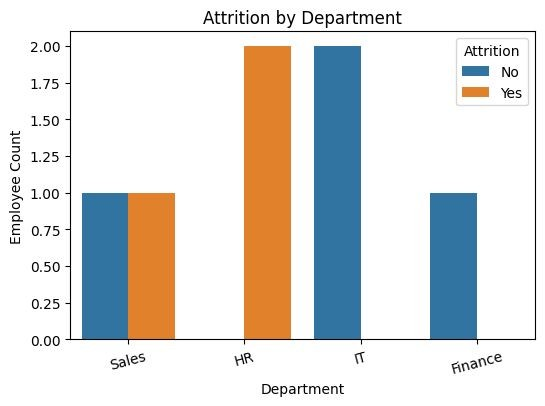 Attrition by Department
2.00
1.75
1.50
1.25
1.00
0.75
0.50
0.25
0.00
Employee Count
Attrition
No
Yes
Sales
HR
IT
Finance
Department